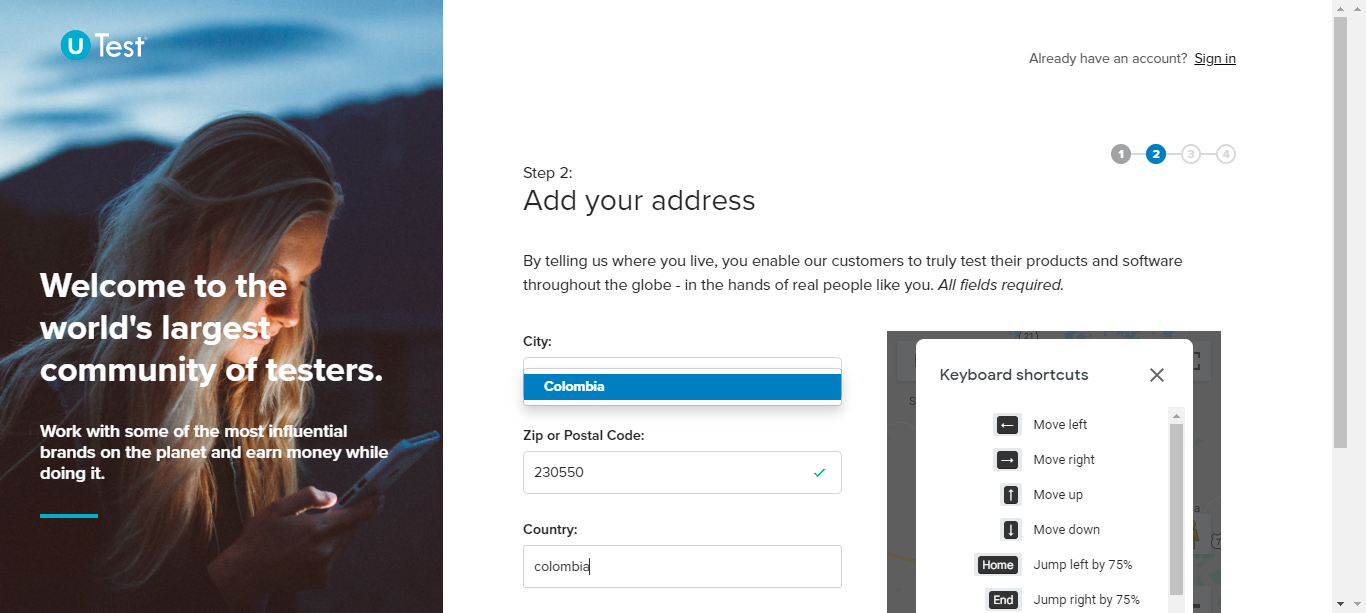 U Test
Already have an account? Sign in
1 2 3 4
Step 2:
Add your address
By telling us where you live, you enable our customers to truly test their products and software
throughout the globe - in the hands of real people like you. All fields required.
Welcome to the
world's largest
community of testers.
Work with some of the most influential
brands on the planet and earn money while
doing it.
City:
Colombia
Zip or Postal Code:
230550
Country:
colombia
Keyboard shortcuts
← Move left
→ Move right
↑ Move up
↓ Move down
Home Jump left by 75%
End Jump right by 75%